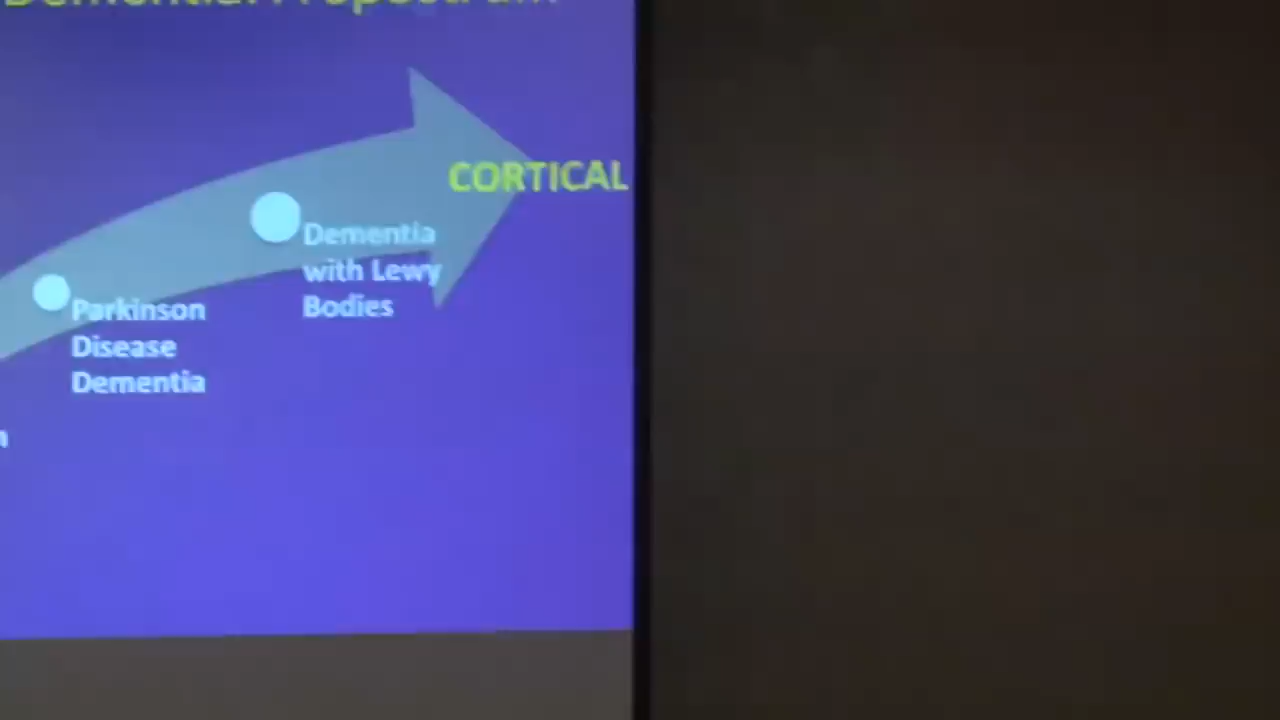 CORTICAL
Dementia
with Lewy
Bodies
Parkinson
Disease
Dementia